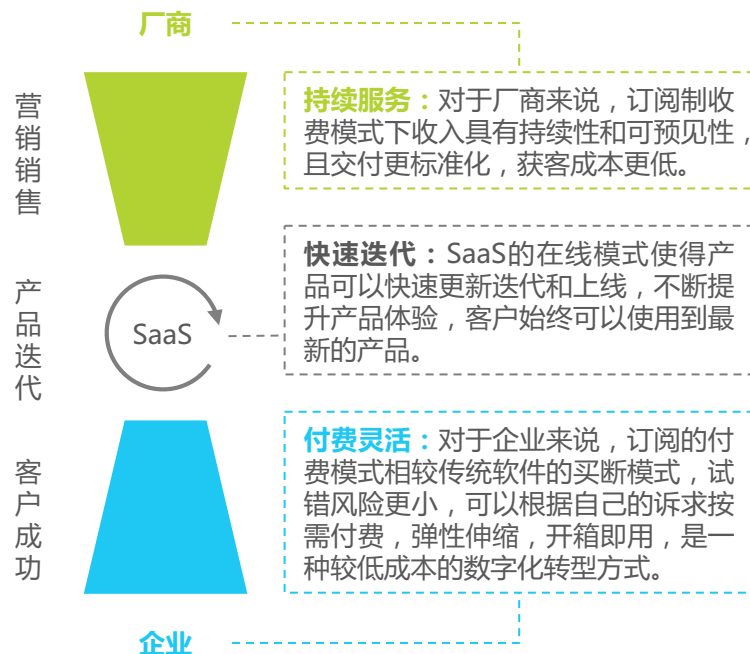 厂商
营销销售
持续服务：对于厂商来说，订阅制收
费模式下收入具有持续性和可预见性，
且交付更标准化，获客成本更低。
产品迭代
SaaS
快速迭代：SaaS的在线模式使得产
品可以快速更新迭代和上线，不断提
升产品体验，客户始终可以使用到最
新的产品。
客户成功
付费灵活：对于企业来说，订阅的付
费模式相较传统软件的买断模式，试
错风险更小，可以根据自己的诉求按
需付费，弹性伸缩，开箱即用，是一
种较低成本的数字化转型方式。
企业